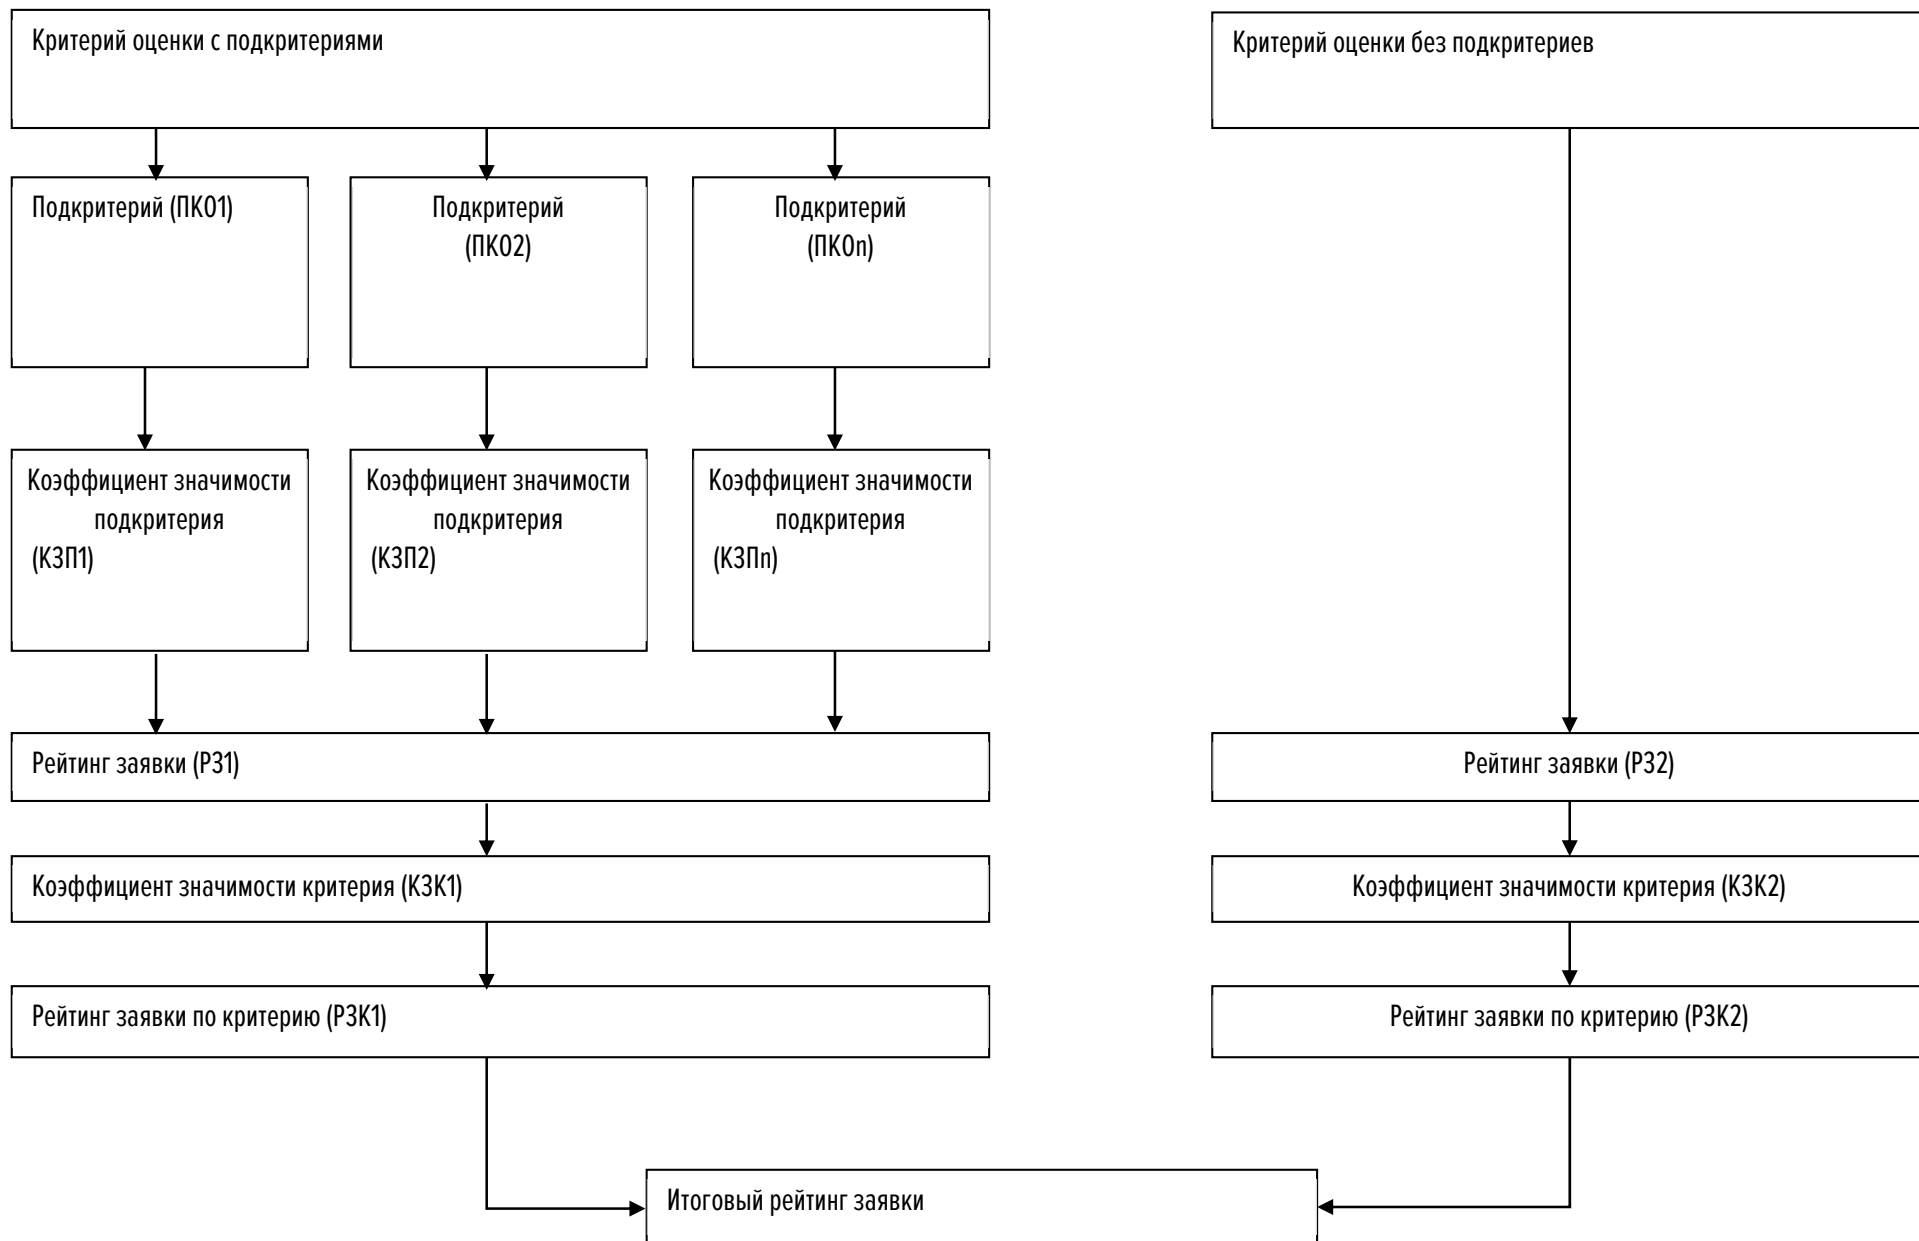 Критерий оценки с подкритериями
Критерий оценки без подкритериев
Подкритерий (ПКО1)
Подкритерий
(ПКО2)
Подкритерий
(ПКОn)
Коэффициент значимости
подкритерия
(КЗП1)
Коэффициент значимости
подкритерия
(КЗП2)
Коэффициент значимости
подкритерия
(КЗПn)
Рейтинг заявки (РЗ1)
Рейтинг заявки (РЗ2)
Коэффициент значимости критерия (КЗК1)
Коэффициент значимости критерия (КЗК2)
Рейтинг заявки по критерию (РЗК1)
Рейтинг заявки по критерию (РЗК2)
Итоговый рейтинг заявки